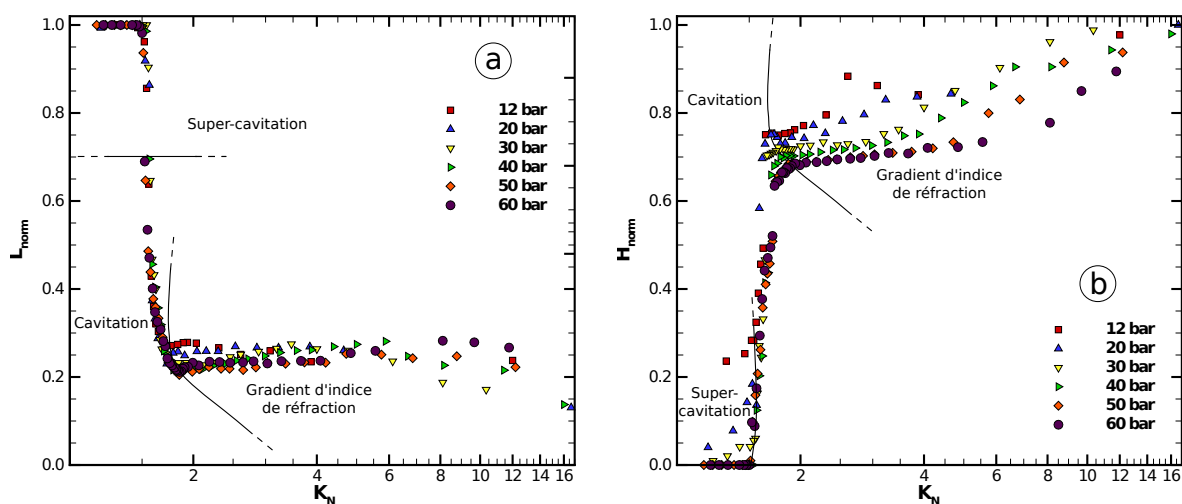 a
Super-cavitation
12 bar
20 bar
30 bar
40 bar
50 bar
60 bar
Cavitation
Gradient d'indice
de réfraction
L_norm
1.0
0.8
0.6
0.4
0.2
0.0
2
4
6
8
10
12
14
16
K_N
b
Cavitation
Gradient d'indice
de réfraction
12 bar
20 bar
30 bar
40 bar
50 bar
60 bar
Super-
cavitation
H_norm
1.0
0.8
0.6
0.4
0.2
0.0
2
4
6
8
10
12
14
16
K_N